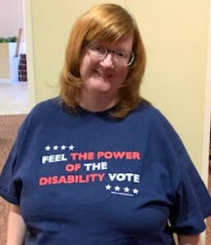 FEEL THE POWER
OF THE
DISABILITY VOTE